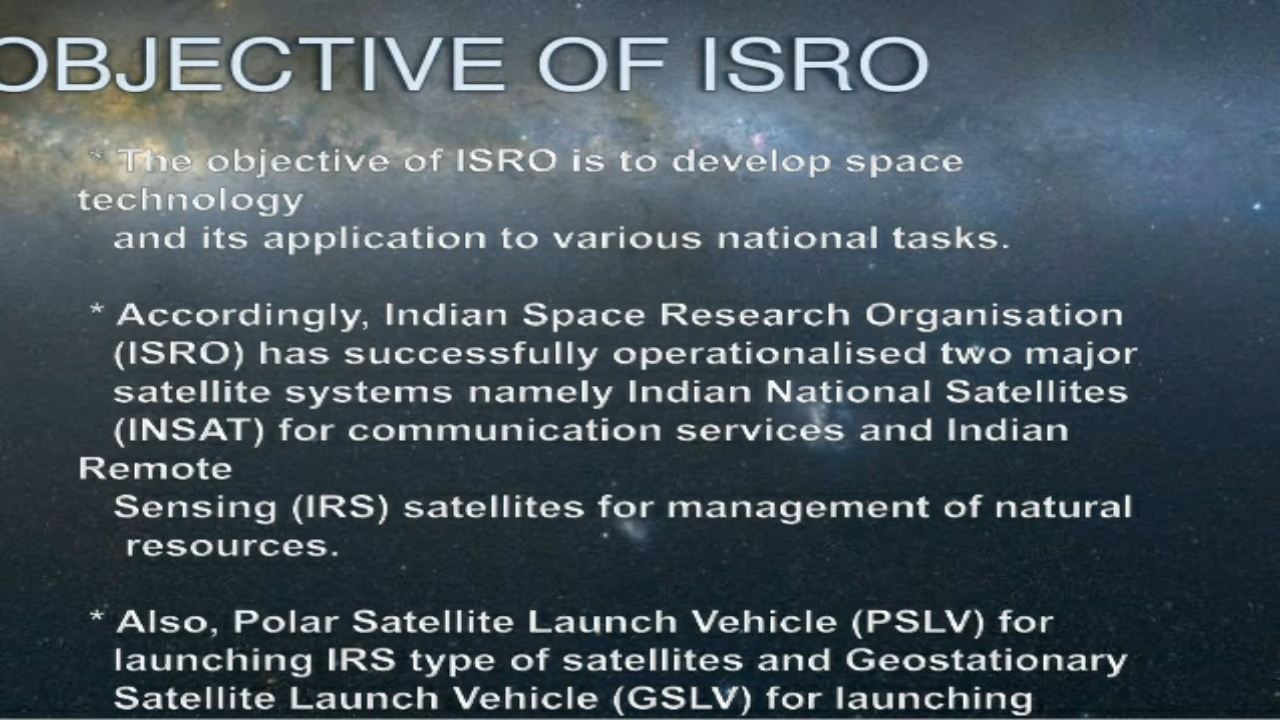 OBJECTIVE OF ISRO
* The objective of ISRO is to develop space
technology
and its application to various national tasks.
* Accordingly, Indian Space Research Organisation
(ISRO) has successfully operationalised two major
satellite systems namely Indian National Satellites
(INSAT) for communication services and Indian
Remote
Sensing (IRS) satellites for management of natural
resources.
* Also, Polar Satellite Launch Vehicle (PSLV) for
launching IRS type of satellites and Geostationary
Satellite Launch Vehicle (GSLV) for launching